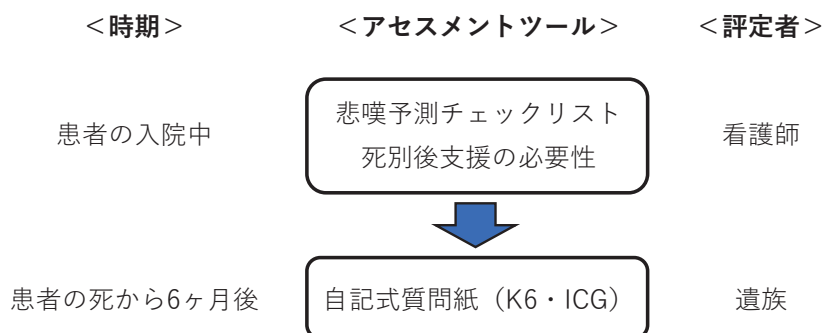 ＜時期＞ ＜アセスメントツール＞ ＜評定者＞
患者の入院中
悲嘆予測チェックリスト
死別後支援の必要性
看護師
患者の死から6ヶ月後 自記式質問紙（K6・ICG） 遺族